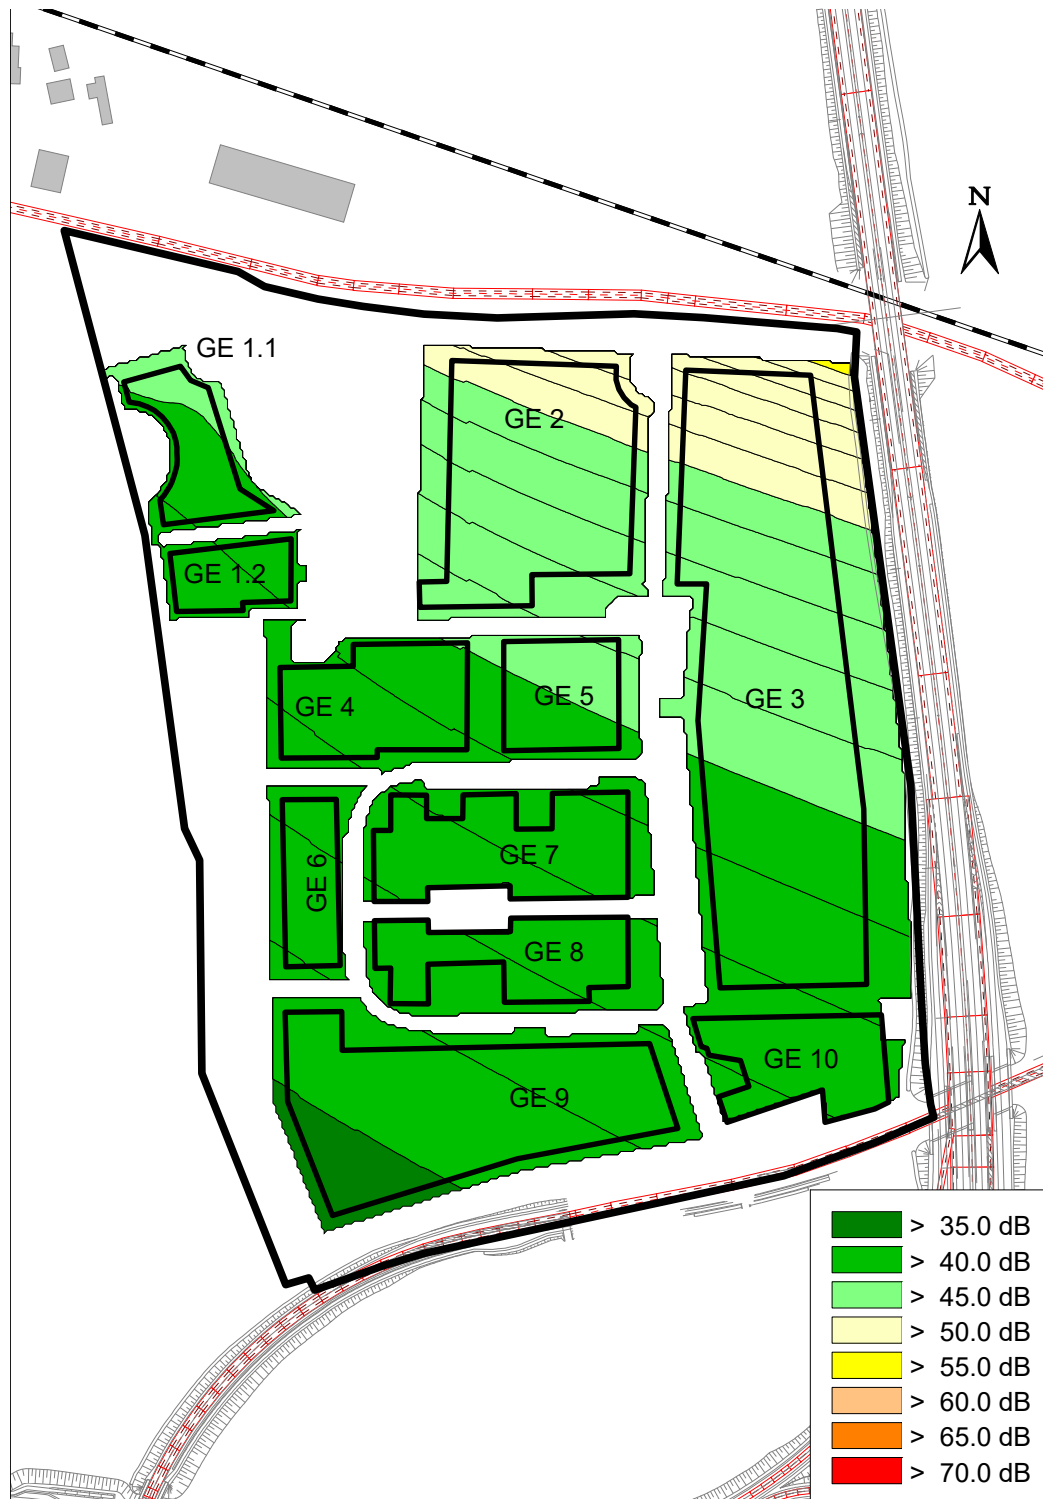 N
GE 1.1
GE 2
GE 1.2
GE 5
GE 3
GE 4
GE 7
GE 6
GE 8
GE 10
GE 9
> 35.0 dB
> 40.0 dB
> 45.0 dB
> 50.0 dB
> 55.0 dB
> 60.0 dB
> 65.0 dB
> 70.0 dB